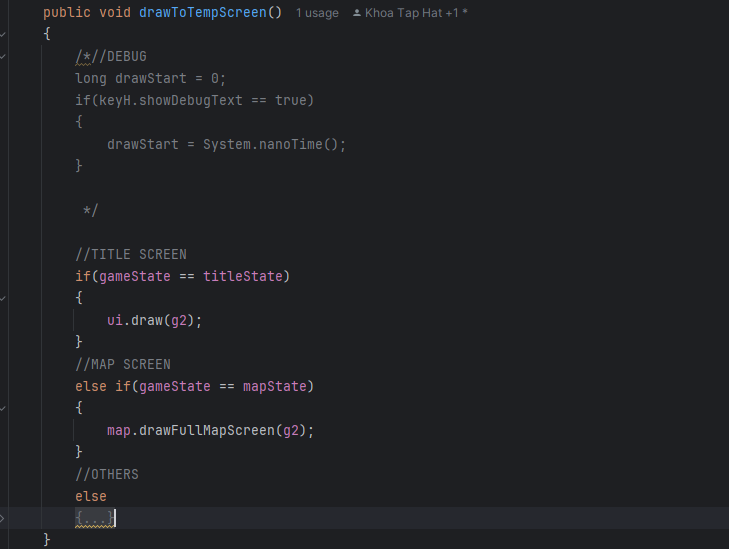 public void drawToTempScreen() 1 usage Khoa Tap Hat +1 *
{
/*//DEBUG
long drawStart = 0;
if(keyH.showDebugText == true)
{
drawStart = System.nanoTime();
}
*/
//TITLE SCREEN
if(gameState == titleState)
{
ui.draw(g2);
}
//MAP SCREEN
else if(gameState == mapState)
{
map.drawFullMapScreen(g2);
}
//OTHERS
else
{...}
}